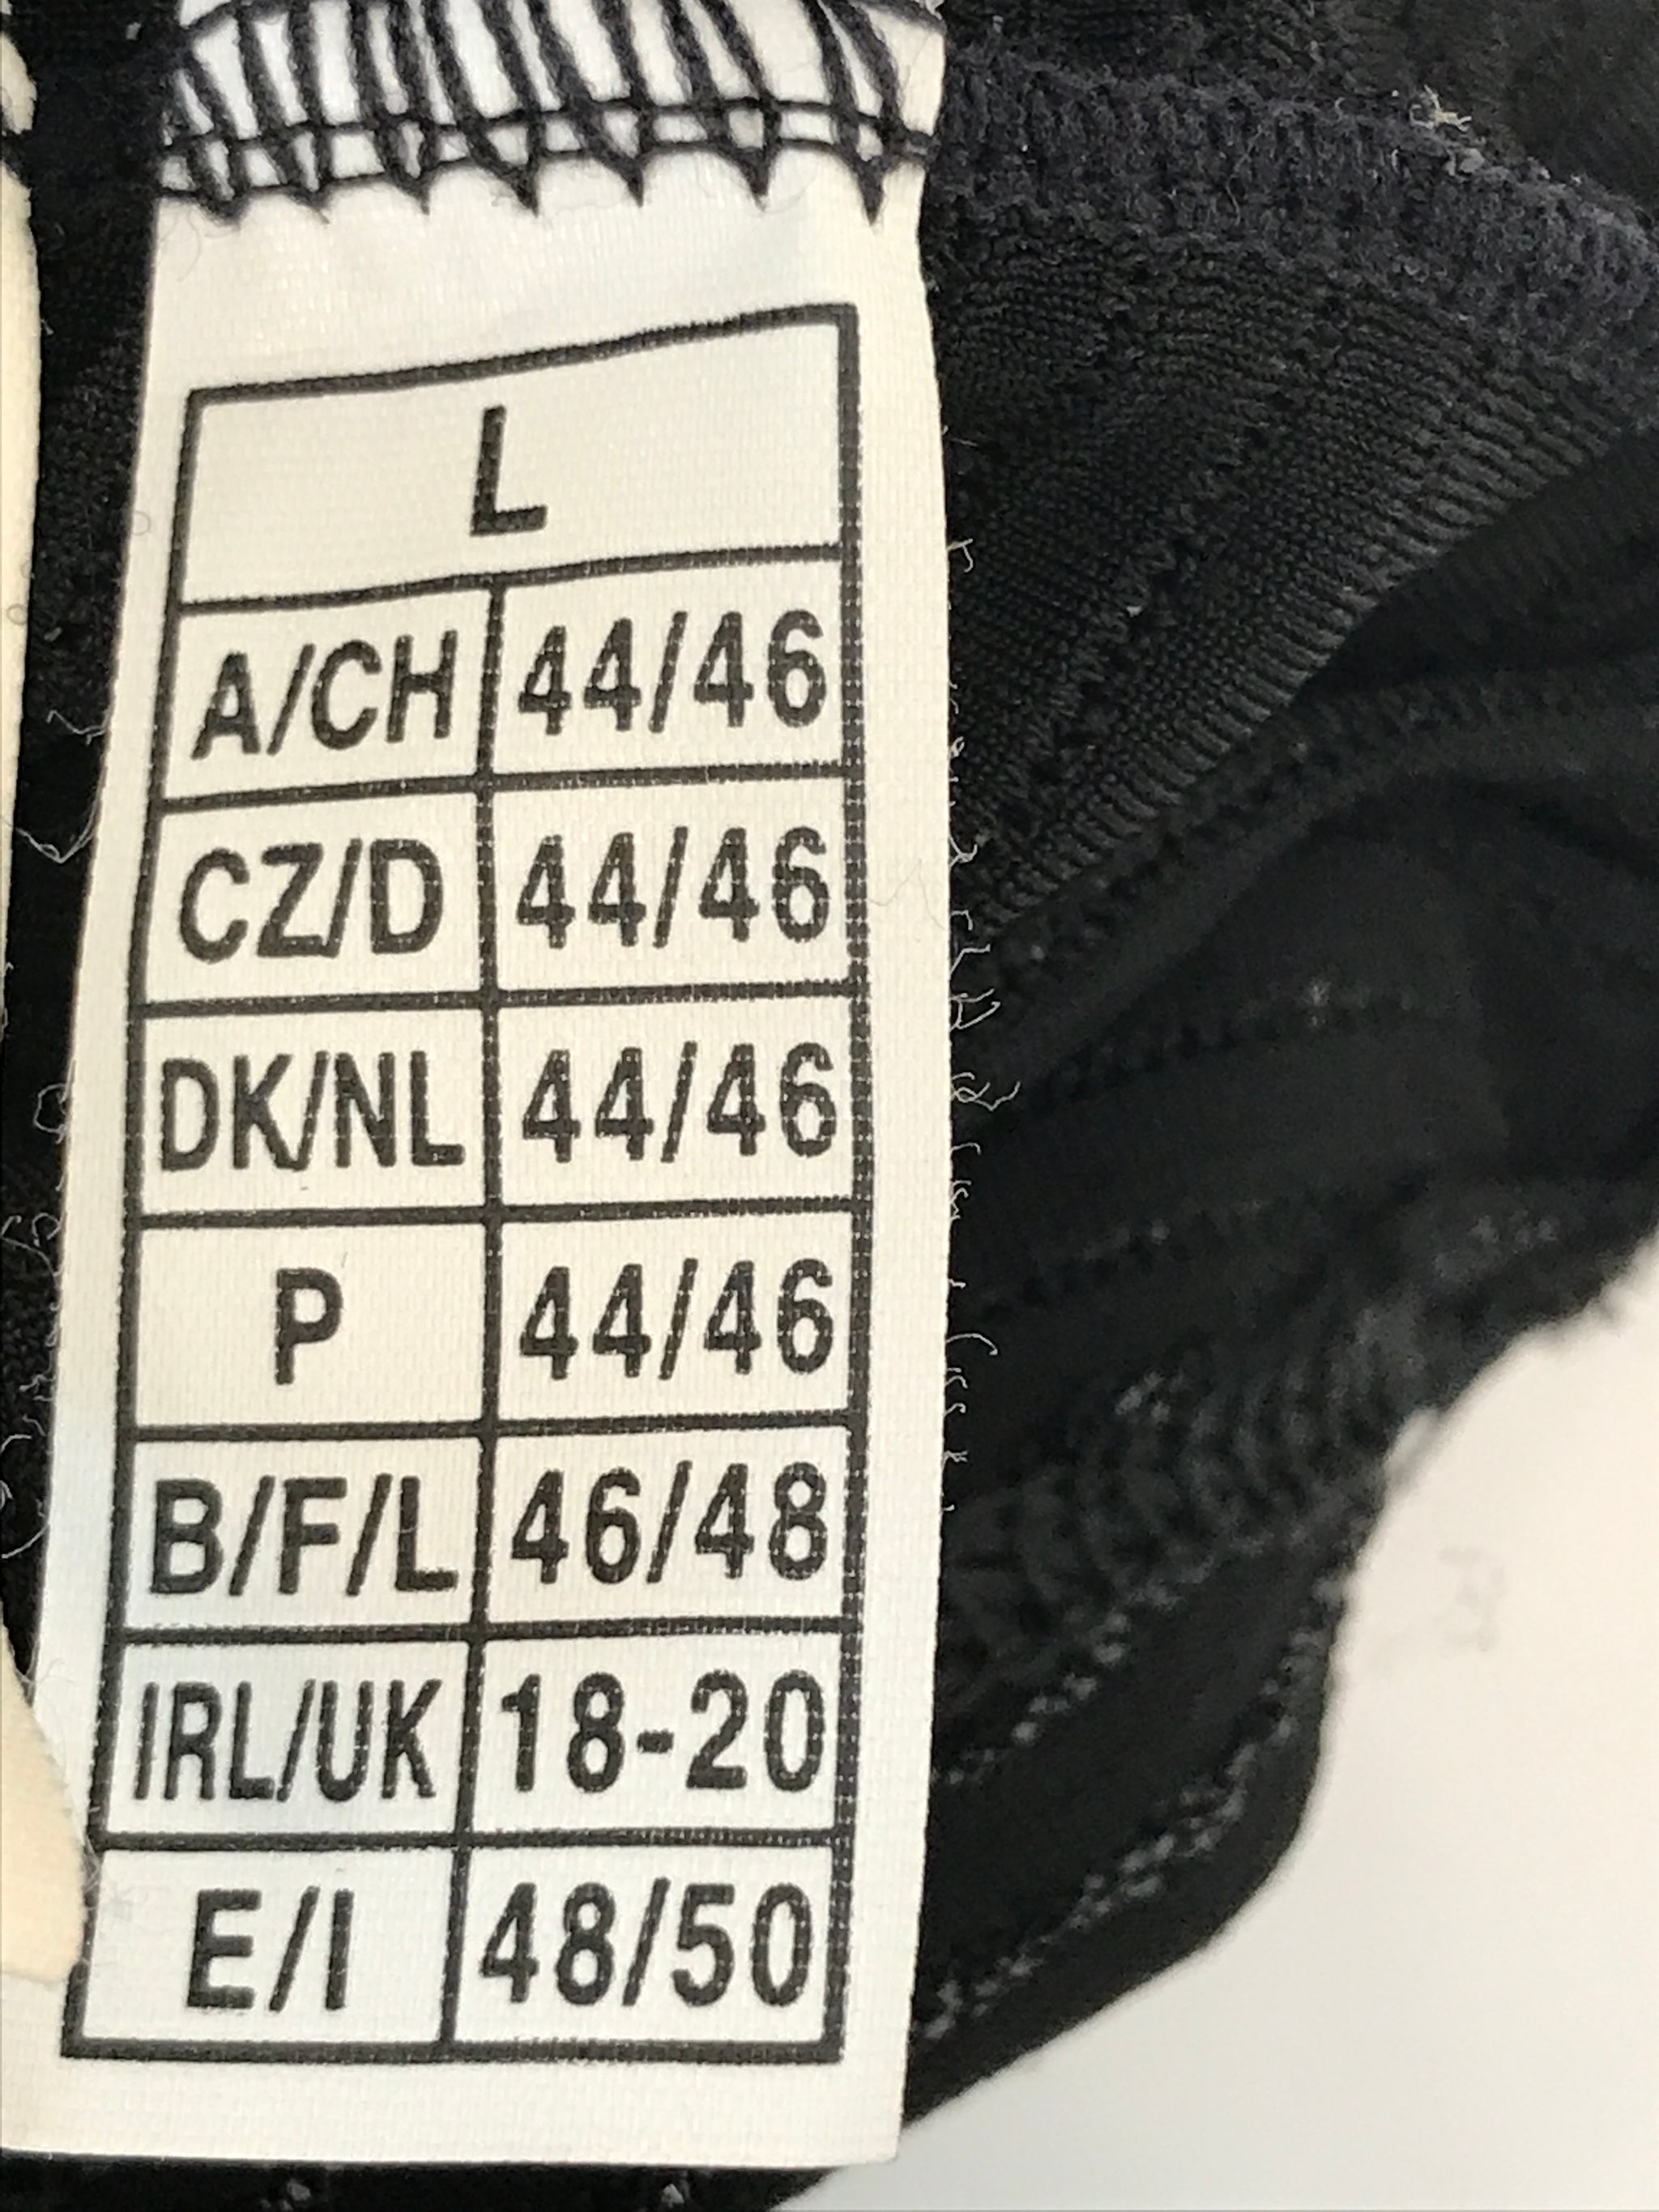 L
A/CH 44/46
CZ/D 44/46
DK/NL 44/46
P 44/46
B/F/L 46/48
IRL/UK 18-20
E/I 48/50